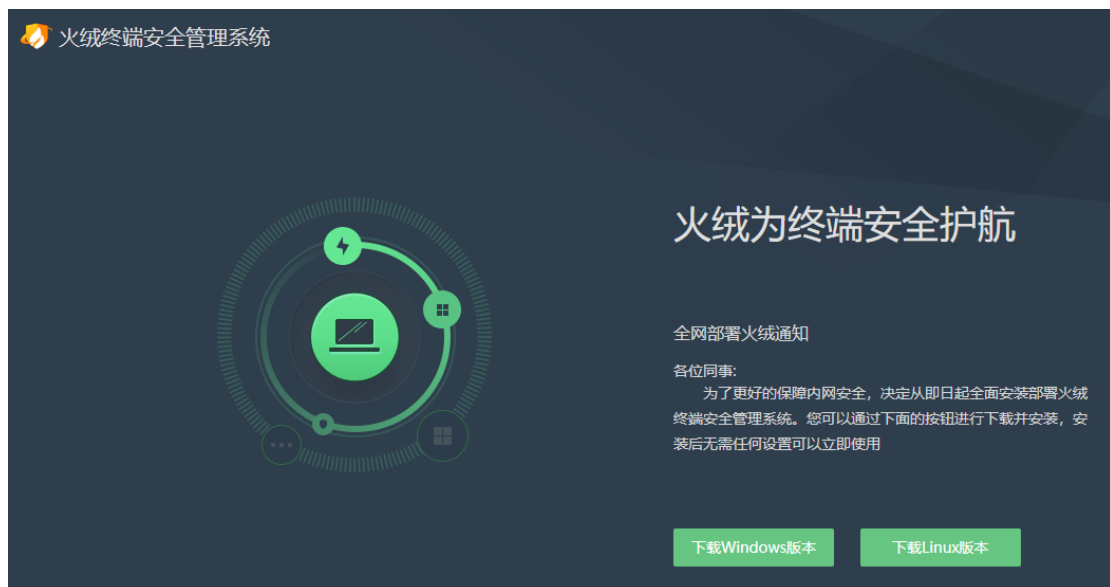 火绒终端安全管理系统
火绒为终端安全护航
全网部署火绒通知
各位同事:
为了更好的保障内网安全，决定从即日起全面安装部署火绒
终端安全管理系统。您可以通过下面的按钮进行下载并安装，安
装后无需任何设置可以立即使用
下载Windows版本 下载Linux版本